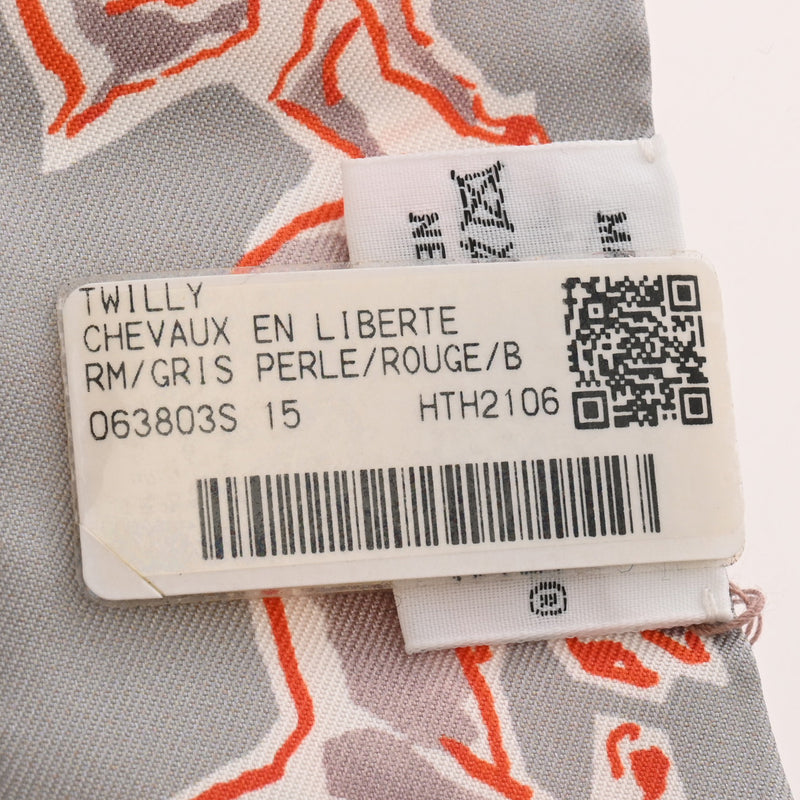 TWILLY
CHEVAUX EN LIBERTE
RM/GRIS PERLE/ROUGE/B
063803S 15 HTH2106